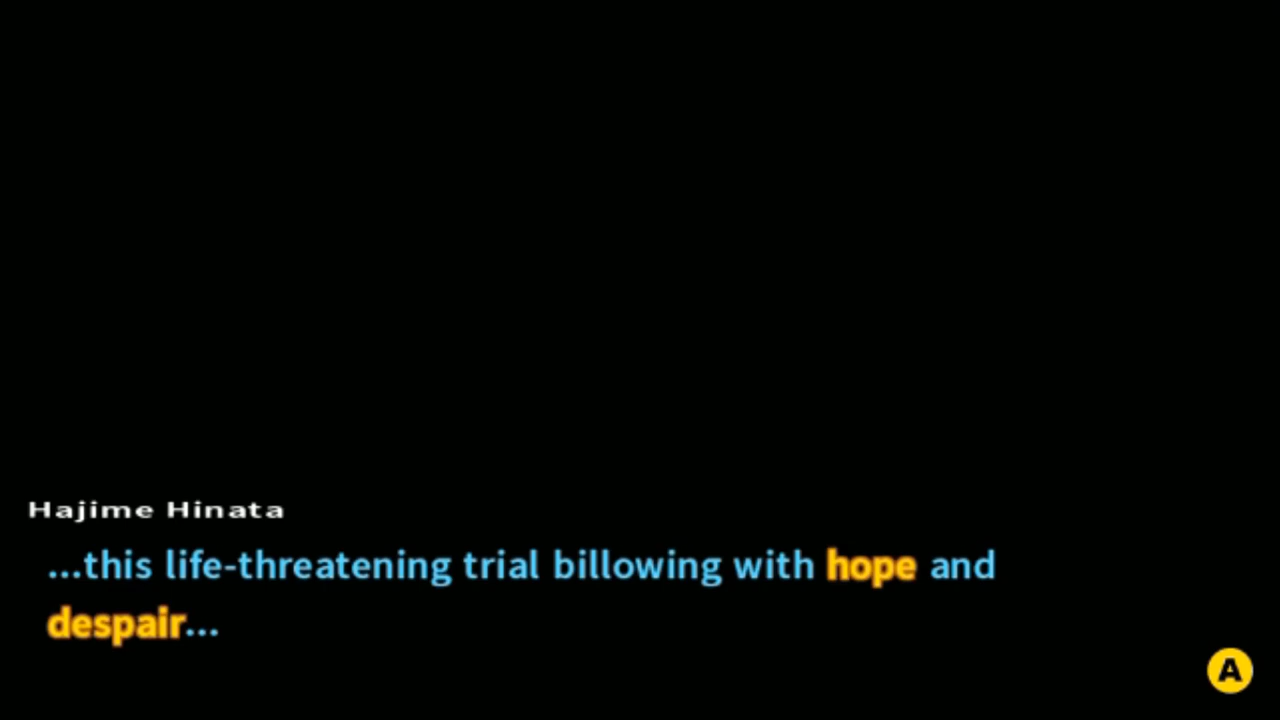 Hajime Hinata
...this life-threatening trial billowing with hope and
despair...
A